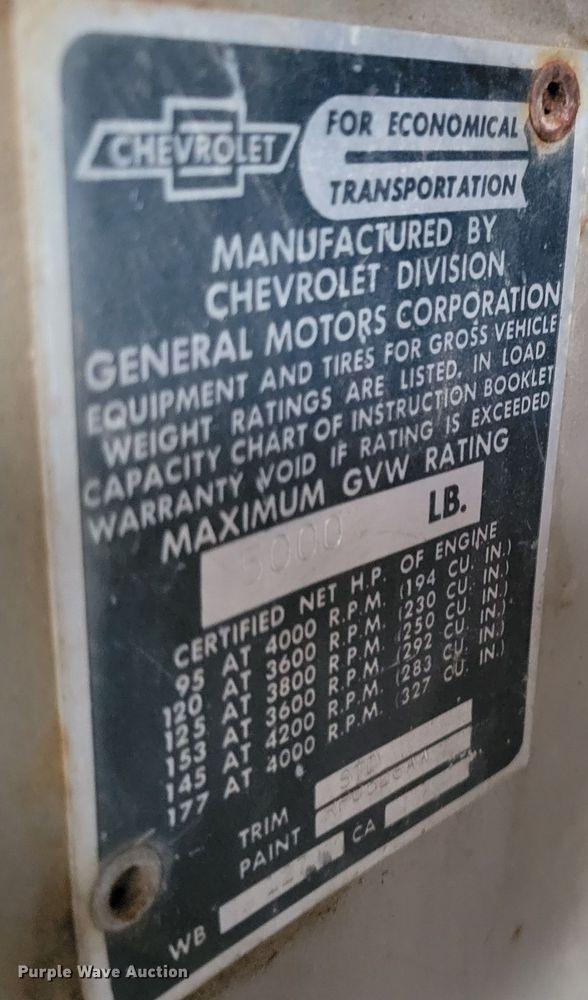 CHEVROLET
FOR ECONOMICAL
TRANSPORTATION
MANUFACTURED BY
CHEVROLET DIVISION
GENERAL MOTORS CORPORATION
EQUIPMENT AND TIRES FOR GROSS VEHICLE
WEIGHT RATINGS ARE LISTED. IN LOAD
CAPACITY CHART OF INSTRUCTION BOOKLET
WARRANTY VOID IF RATING IS EXCEEDED
MAXIMUM GVW RATING
5000 LB.
CERTIFIED NET H.P. OF ENGINE
95 AT 4000 R.P.M. (194 CU. IN.)
120 AT 3600 R.P.M. (230 CU. IN.)
125 AT 3800 R.P.M. (250 CU. IN.)
153 AT 3600 R.P.M. (292 CU. IN.)
145 AT 4200 R.P.M. (283 CU. IN.)
177 AT 4000 R.P.M. (327 CU. IN.)
TRIM STD
PAINT
WB CA
Purple Wave Auction